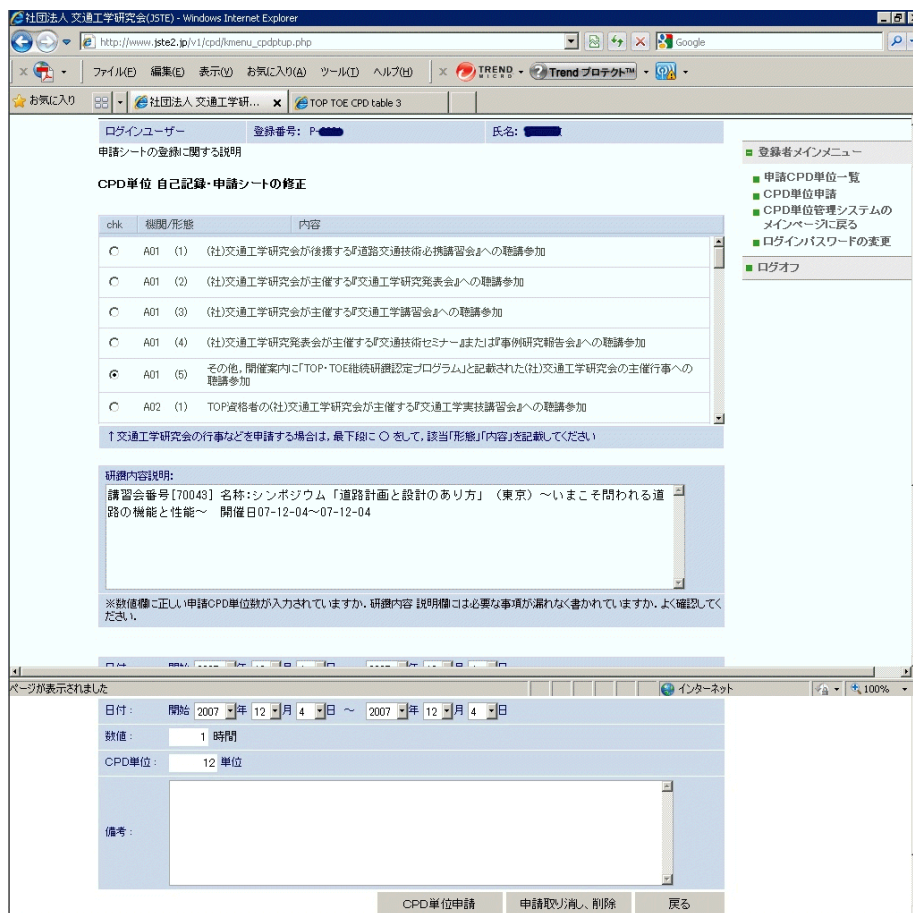 社団法人 交通工学研究会(JSTE) - Windows Internet Explorer
http://www.jste2.jp/v1/cpd/kmenu_cpdptup.php
Google
ファイル(F) 編集(E) 表示(V) お気に入り(A) ツール(T) ヘルプ(H)
TREND MICRO
Trend プロテクト™
お気に入り
社団法人 交通工学研...
TOP TOE CPD table 3
ログインユーザー 登録番号: P- 氏名:
申請シートの登録に関する説明
CPD単位 自己記録・申請シートの修正
chk 機関/形態 内容
A01 (1) (社)交通工学研究会が後援する『道路交通技術必携講習会』への聴講参加
A01 (2) (社)交通工学研究会が主催する『交通工学研究発表会』への聴講参加
A01 (3) (社)交通工学研究会が主催する『交通工学講習会』への聴講参加
A01 (4) (社)交通工学研究発表会が主催する『交通技術セミナー』または『事例研究報告会』への聴講参加
A01 (5) その他, 開催案内に「TOP・TOE継続研鑽認定プログラム」と記載された(社)交通工学研究会の主催行事への
聴講参加
A02 (1) TOP資格者の(社)交通工学研究会が主催する『交通工学実技講習会』への聴講参加
↑交通工学研究会の行事などを申請する場合は, 最下段に ○ をして, 該当「形態」「内容」を記載してください
研鑽内容説明:
講習会番号[70043] 名称:シンポジウム「道路計画と設計のあり方」(東京)～いまこそ問われる道
路の機能と性能～ 開催日07-12-04～07-12-04
※数値欄に正しい申請CPD単位数が入力されていますか. 研鑽内容 説明欄には必要な事項が漏れなく書かれていますか. よく確認してく
ださい.
登録者メインメニュー
申請CPD単位一覧
CPD単位申請
CPD単位管理システムの
メインページに戻る
ログインパスワードの変更
ログオフ
ページが表示されました インターネット 100%
日付: 開始 2007 年 12 月 4 日 ～ 2007 年 12 月 4 日
数値: 1 時間
CPD単位: 12 単位
備考:
CPD単位申請 申請取り消し、削除 戻る